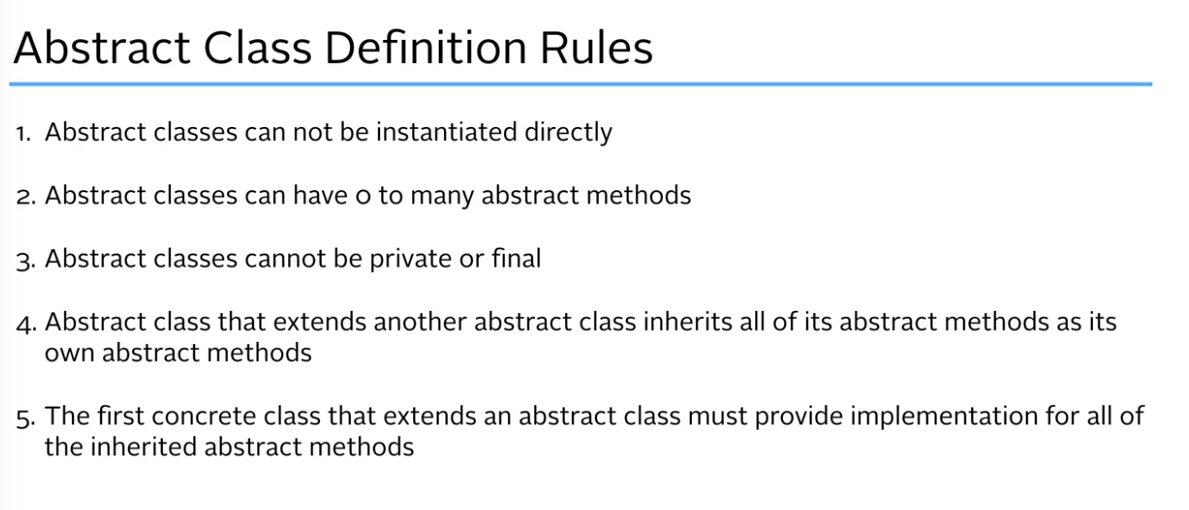 Abstract Class Definition Rules
1. Abstract classes can not be instantiated directly
2. Abstract classes can have 0 to many abstract methods
3. Abstract classes cannot be private or final
4. Abstract class that extends another abstract class inherits all of its abstract methods as its
own abstract methods
5. The first concrete class that extends an abstract class must provide implementation for all of
the inherited abstract methods